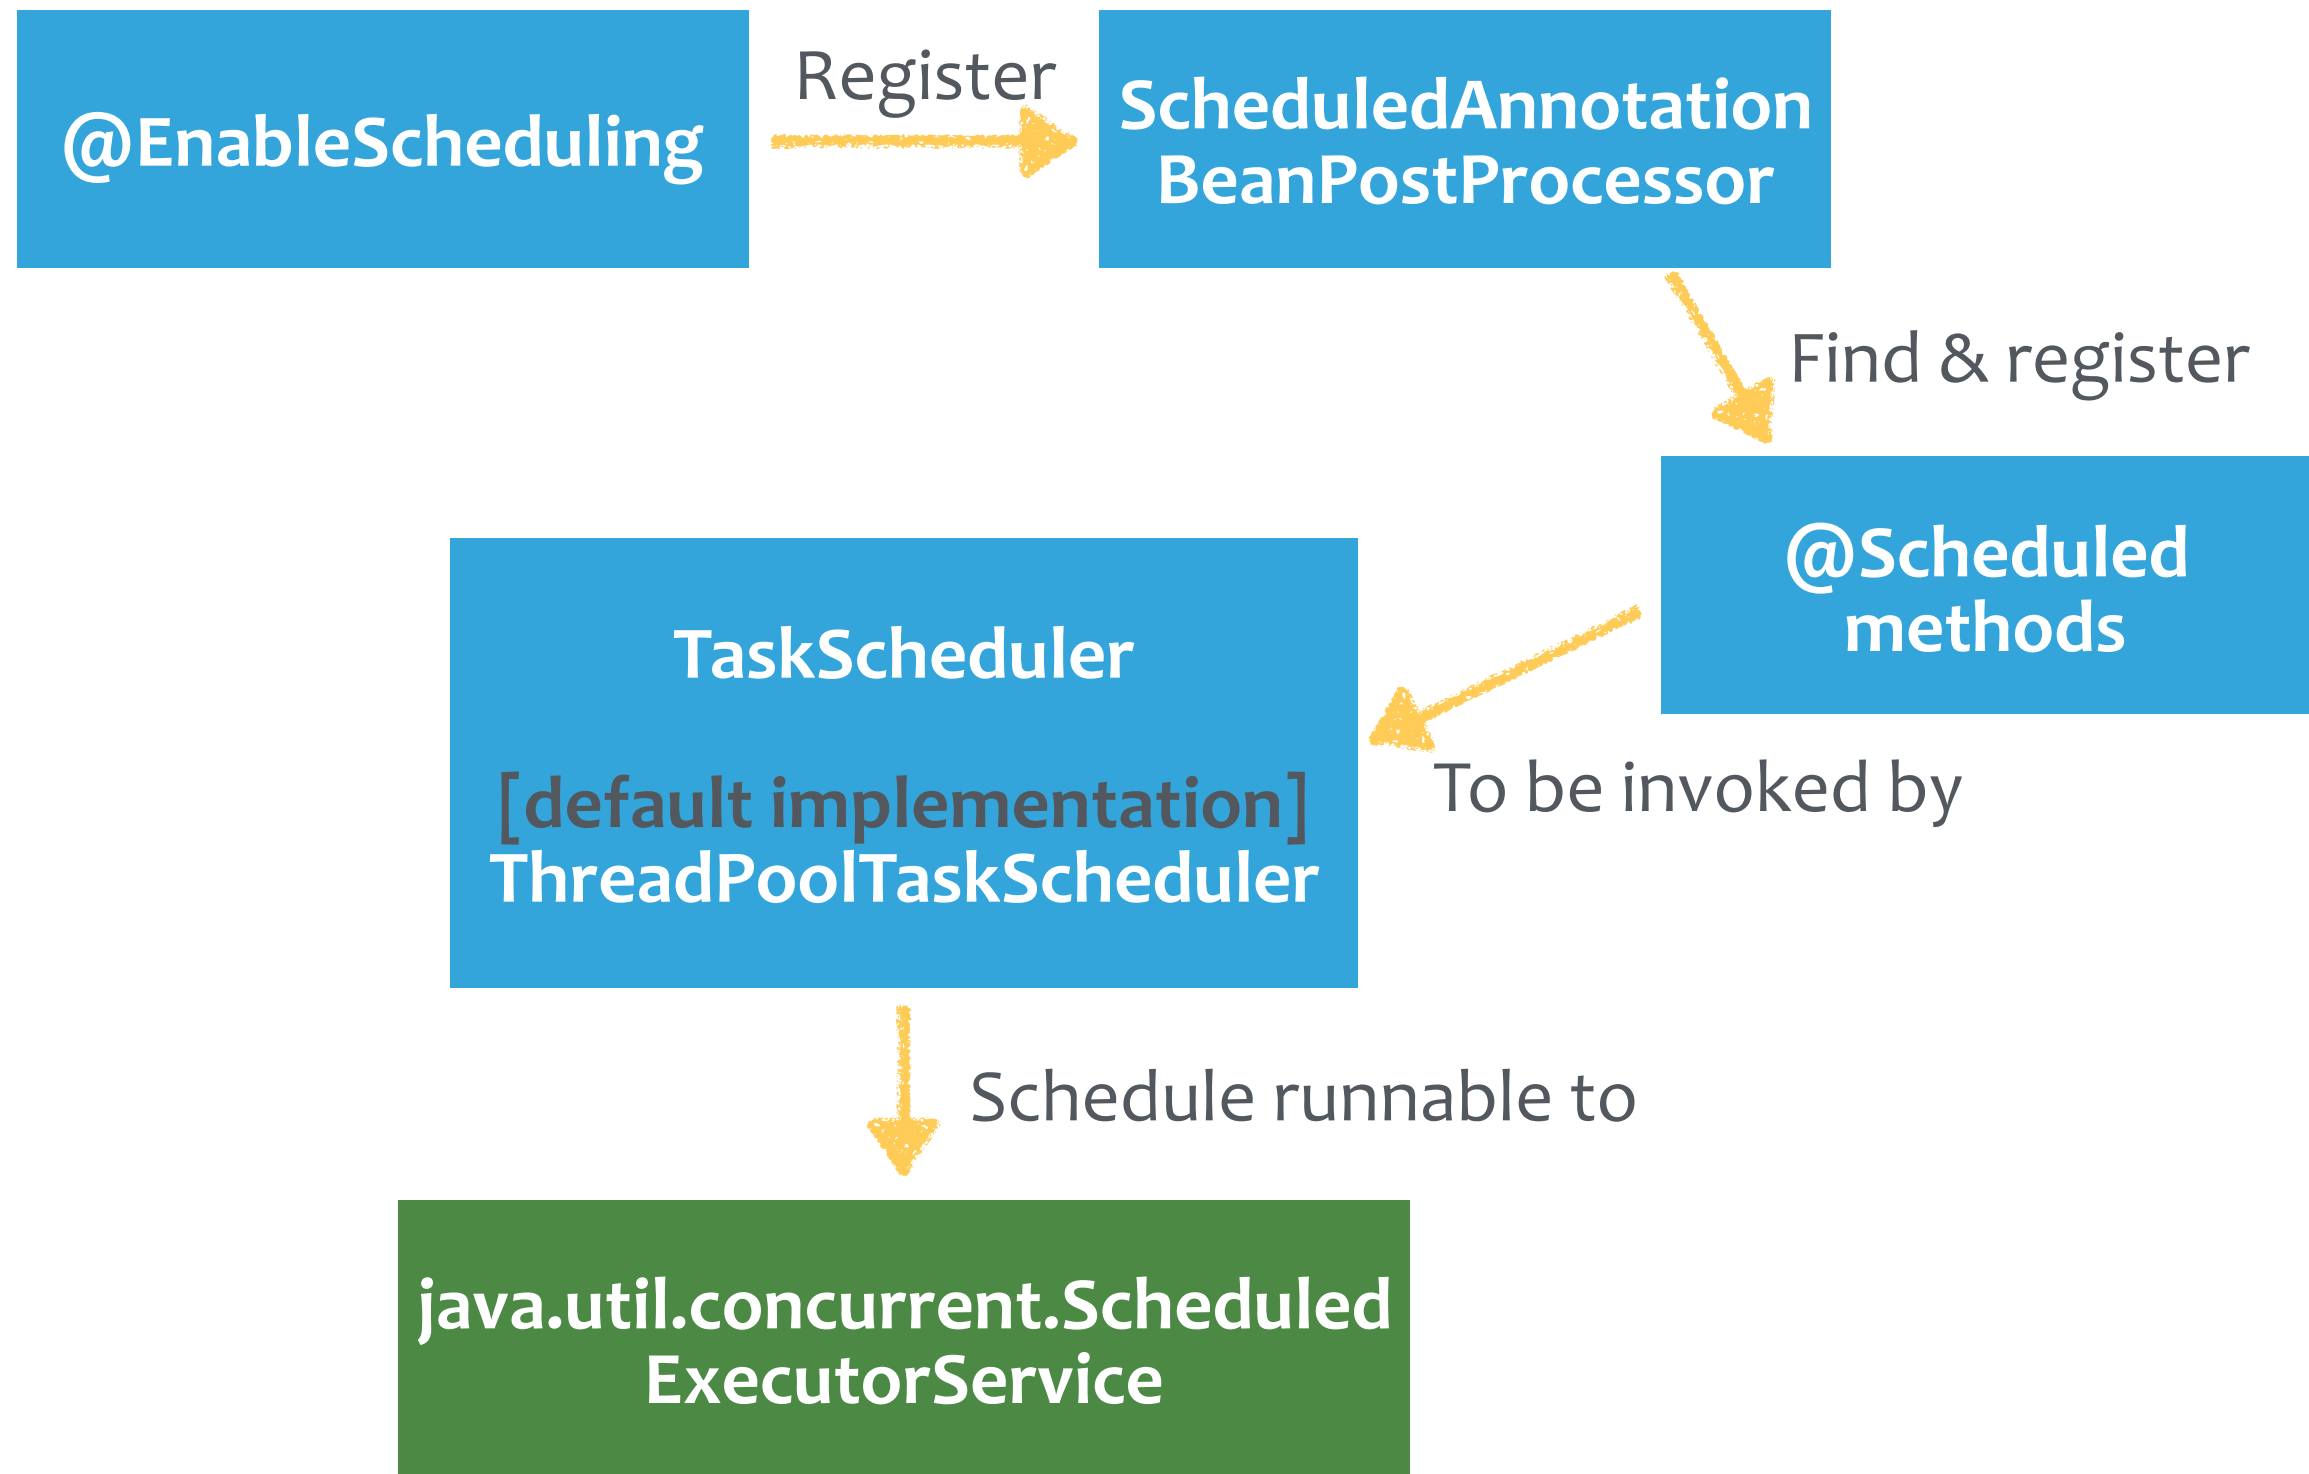 @EnableScheduling
Register
ScheduledAnnotation
BeanPostProcessor
Find & register
@Scheduled
methods
To be invoked by
TaskScheduler
[default implementation]
ThreadPoolTaskScheduler
Schedule runnable to
java.util.concurrent.Scheduled
ExecutorService